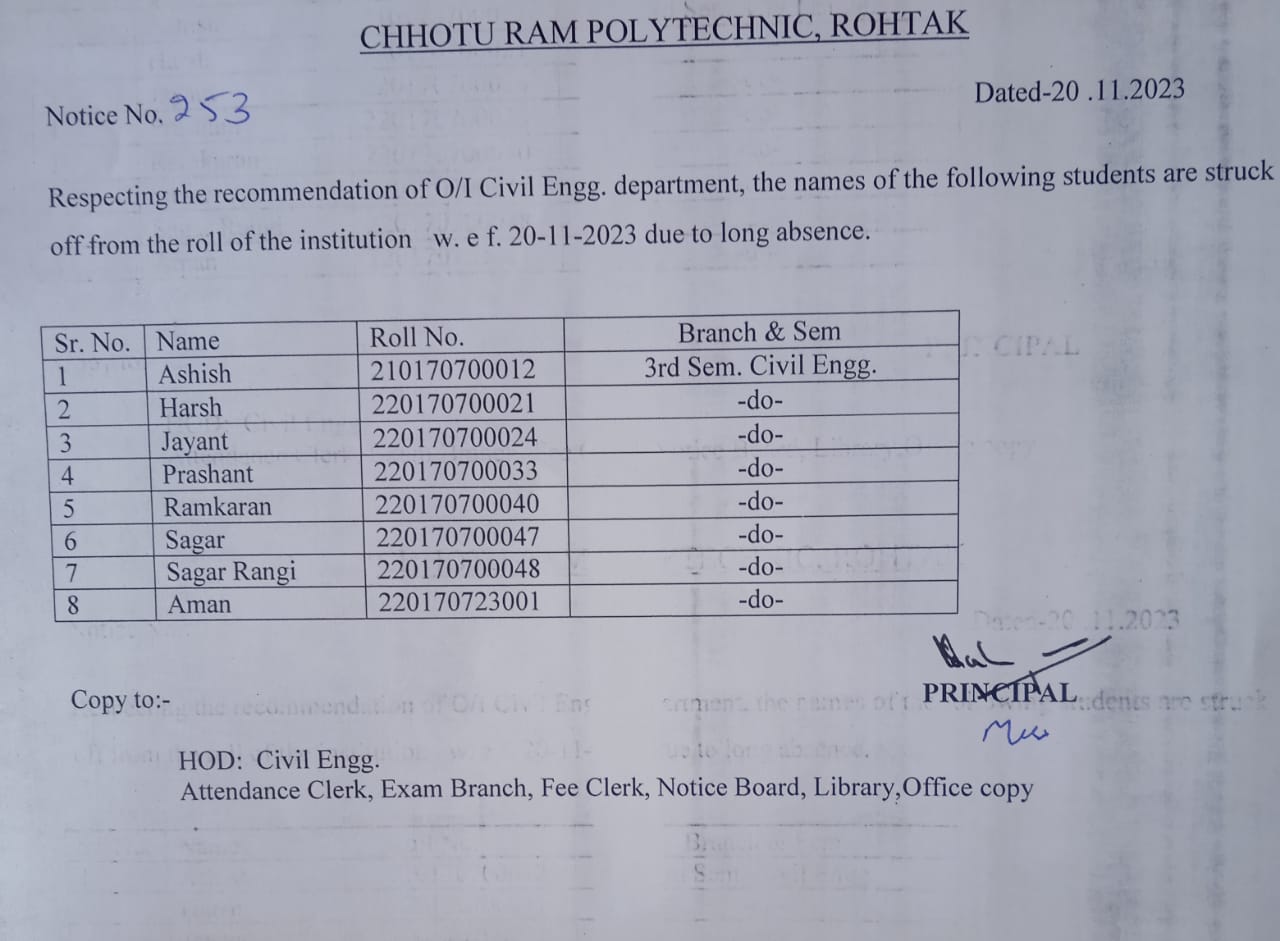 CHHOTU RAM POLYTECHNIC, ROHTAK
Notice No. 253
Dated-20 .11.2023
Respecting the recommendation of O/I Civil Engg. department, the names of the following students are struck
off from the roll of the institution w. e f. 20-11-2023 due to long absence.
Sr. No. Name Roll No. Branch & Sem
1 Ashish 210170700012 3rd Sem. Civil Engg.
2 Harsh 220170700021 -do-
3 Jayant 220170700024 -do-
4 Prashant 220170700033 -do-
5 Ramkaran 220170700040 -do-
6 Sagar 220170700047 -do-
7 Sagar Rangi 220170700048 -do-
8 Aman 220170723001 -do-
PRINCIPAL
Copy to:-
HOD: Civil Engg.
Attendance Clerk, Exam Branch, Fee Clerk, Notice Board, Library,Office copy